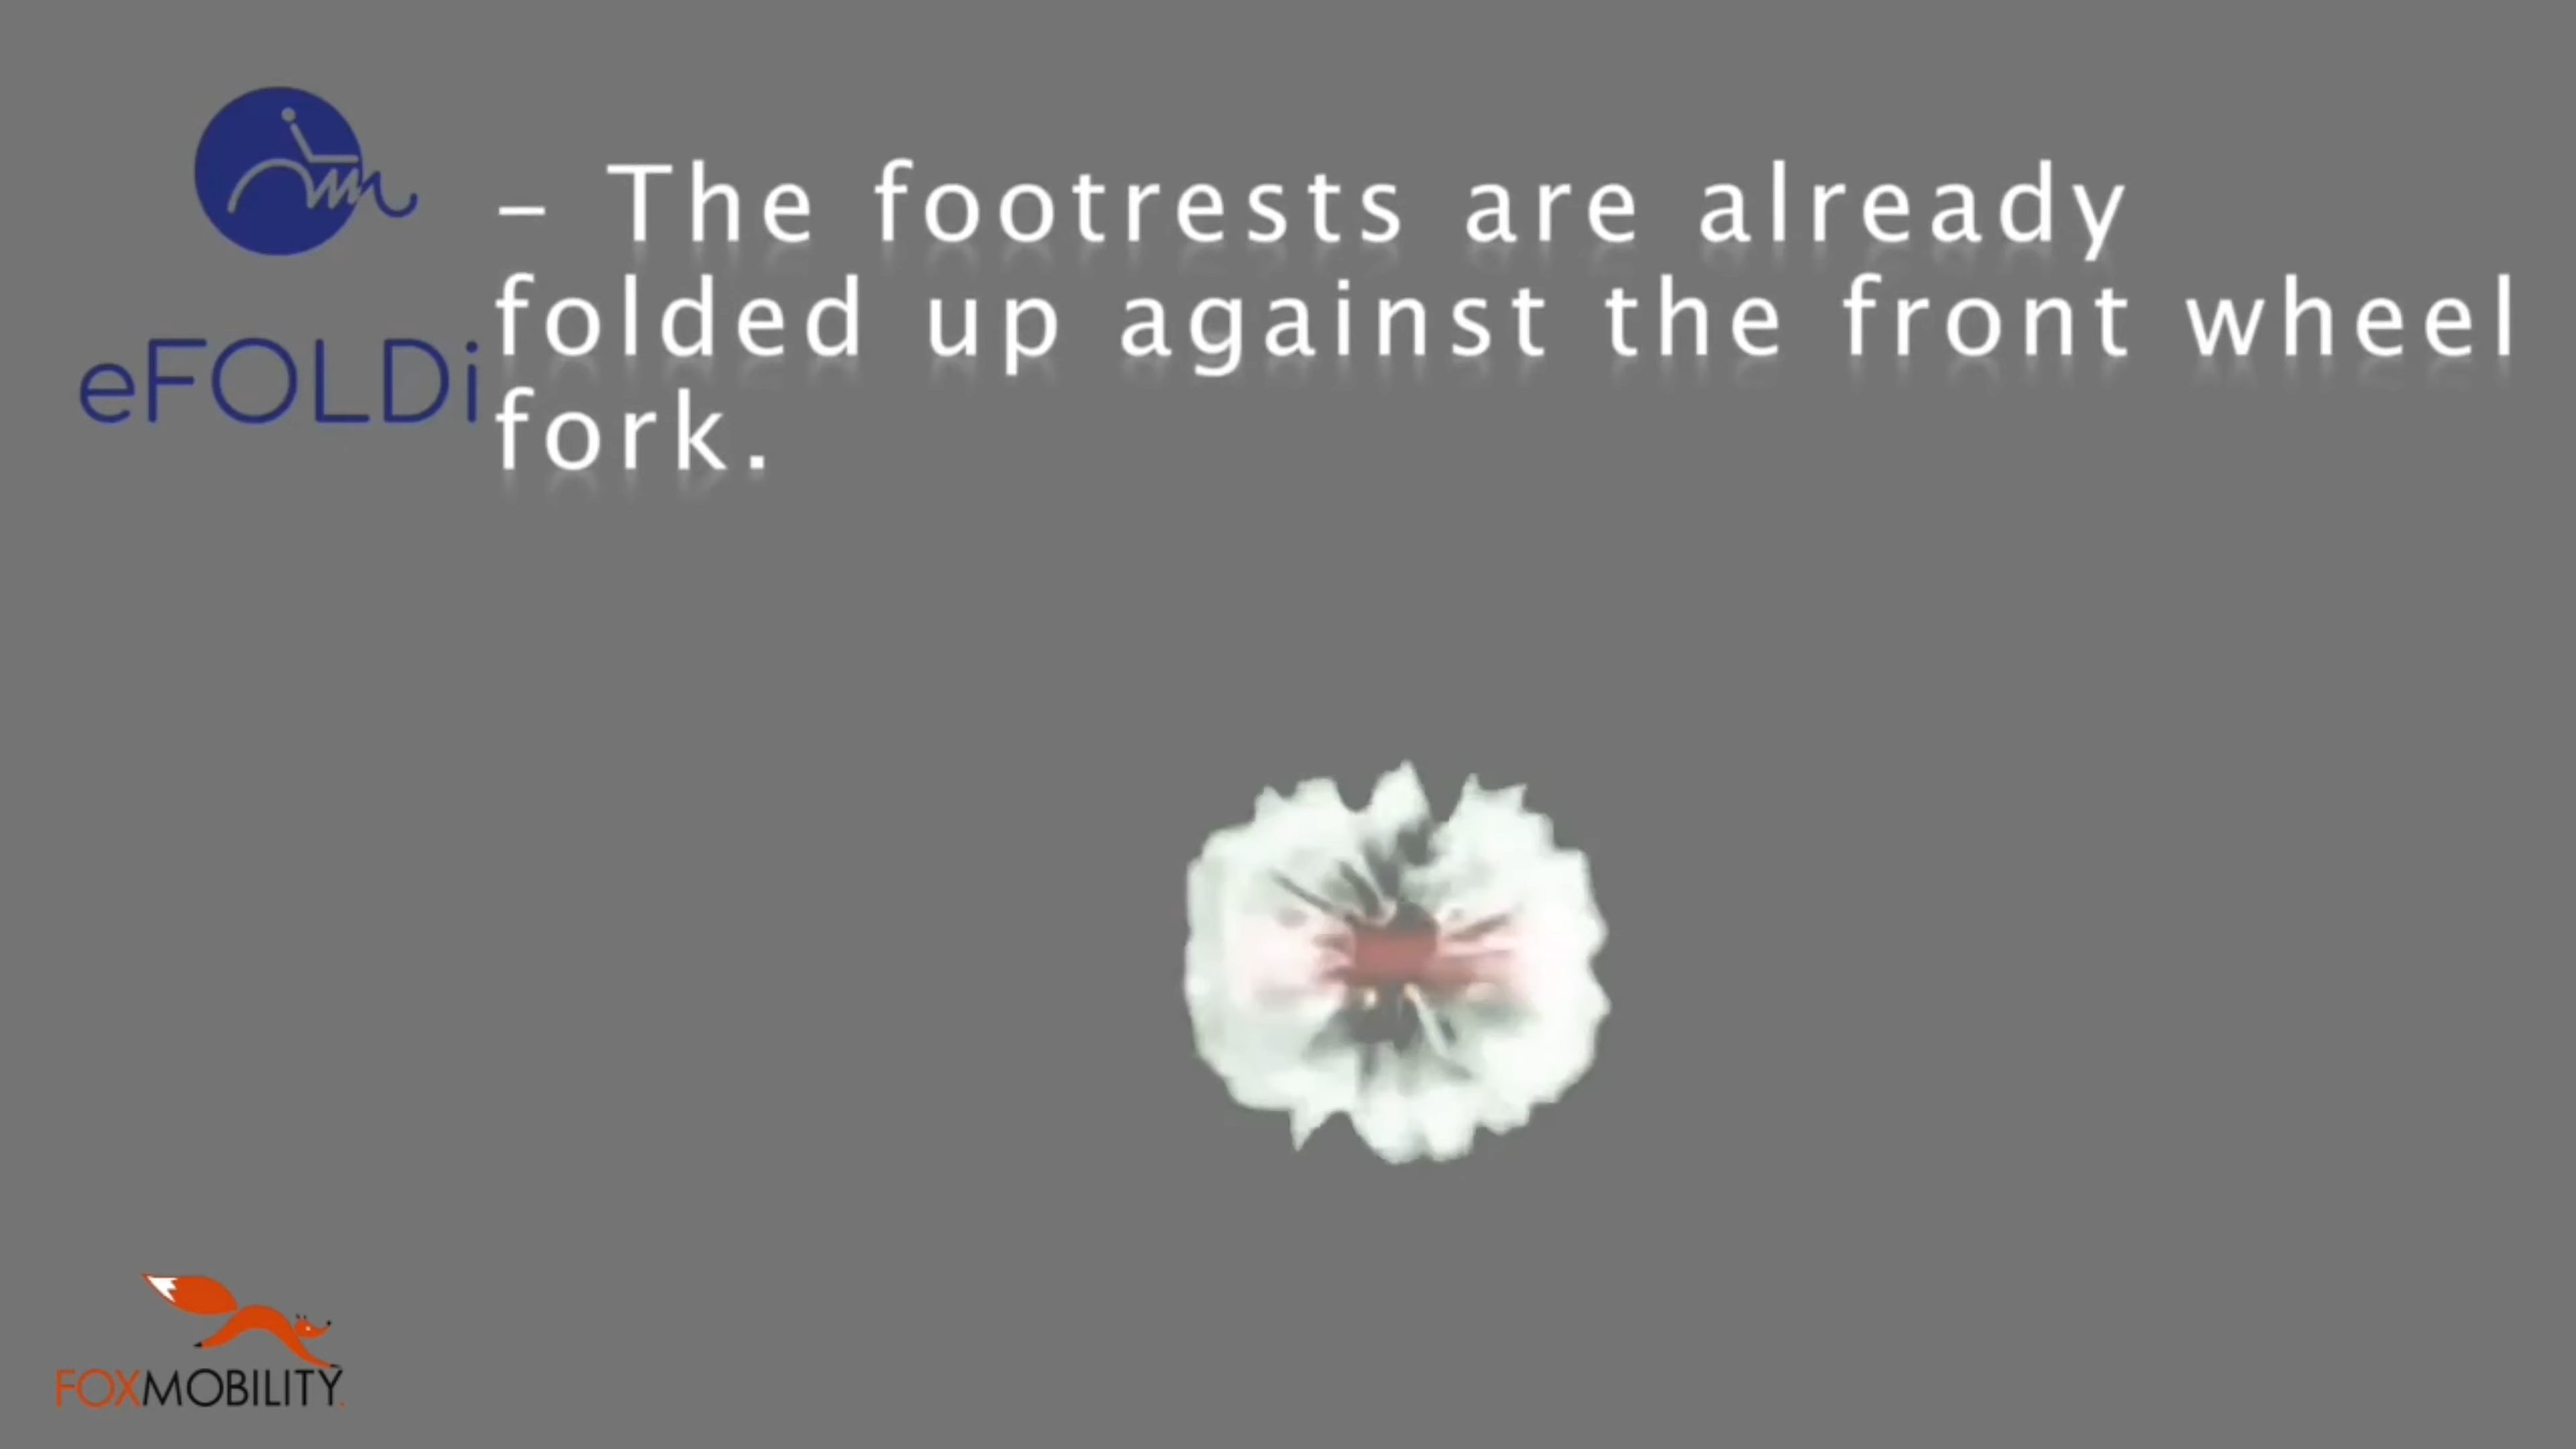 – The footrests are already
folded up against the front wheel
fork.
eFOLDi
FOXMOBILITY.